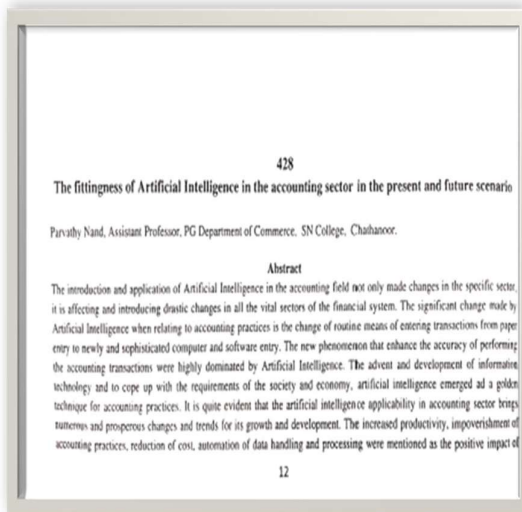 428
The fittingness of Artificial Intelligence in the accounting sector in the present and future scenario
Parvathy Nand, Assistant Professor, PG Department of Commerce, SN College, Chathanoor.
Abstract
The introduction and application of Artificial Intelligence in the accounting field not only made changes in the specific sector,
it is affecting and introducing drastic changes in all the vital sectors of the financial system. The significant change made by
Artificial Intelligence when relating to accounting practices is the change of routine means of entering transactions from paper
entry to newly and sophisticated computer and software entry. The new phenomenon that enhance the accuracy of performing
the accounting transactions were highly dominated by Artificial Intelligence. The advent and development of informative
technology and to cope up with the requirements of the society and economy, artificial intelligence emerged ad a golden
technique for accounting practices. It is quite evident that the artificial intelligence applicability in accounting sector brings
numerous and prosperous changes and trends for its growth and development. The increased productivity, impoverishment of
accounting practices, reduction of cost, automation of data handling and processing were mentioned as the positive impact of
12